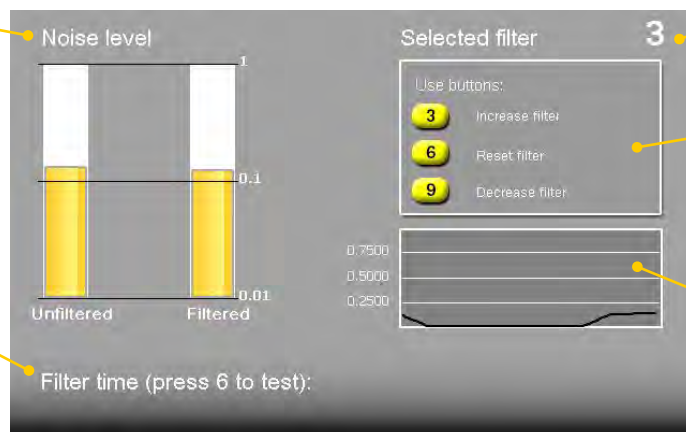 Noise level
1
0.1
0.01
Unfiltered
Filtered
Filter time (press 6 to test):
Selected filter
3
Use buttons:
3 Increase filter
6 Reset filter
9 Decrease filter
0.7500
0.5000
0.2500